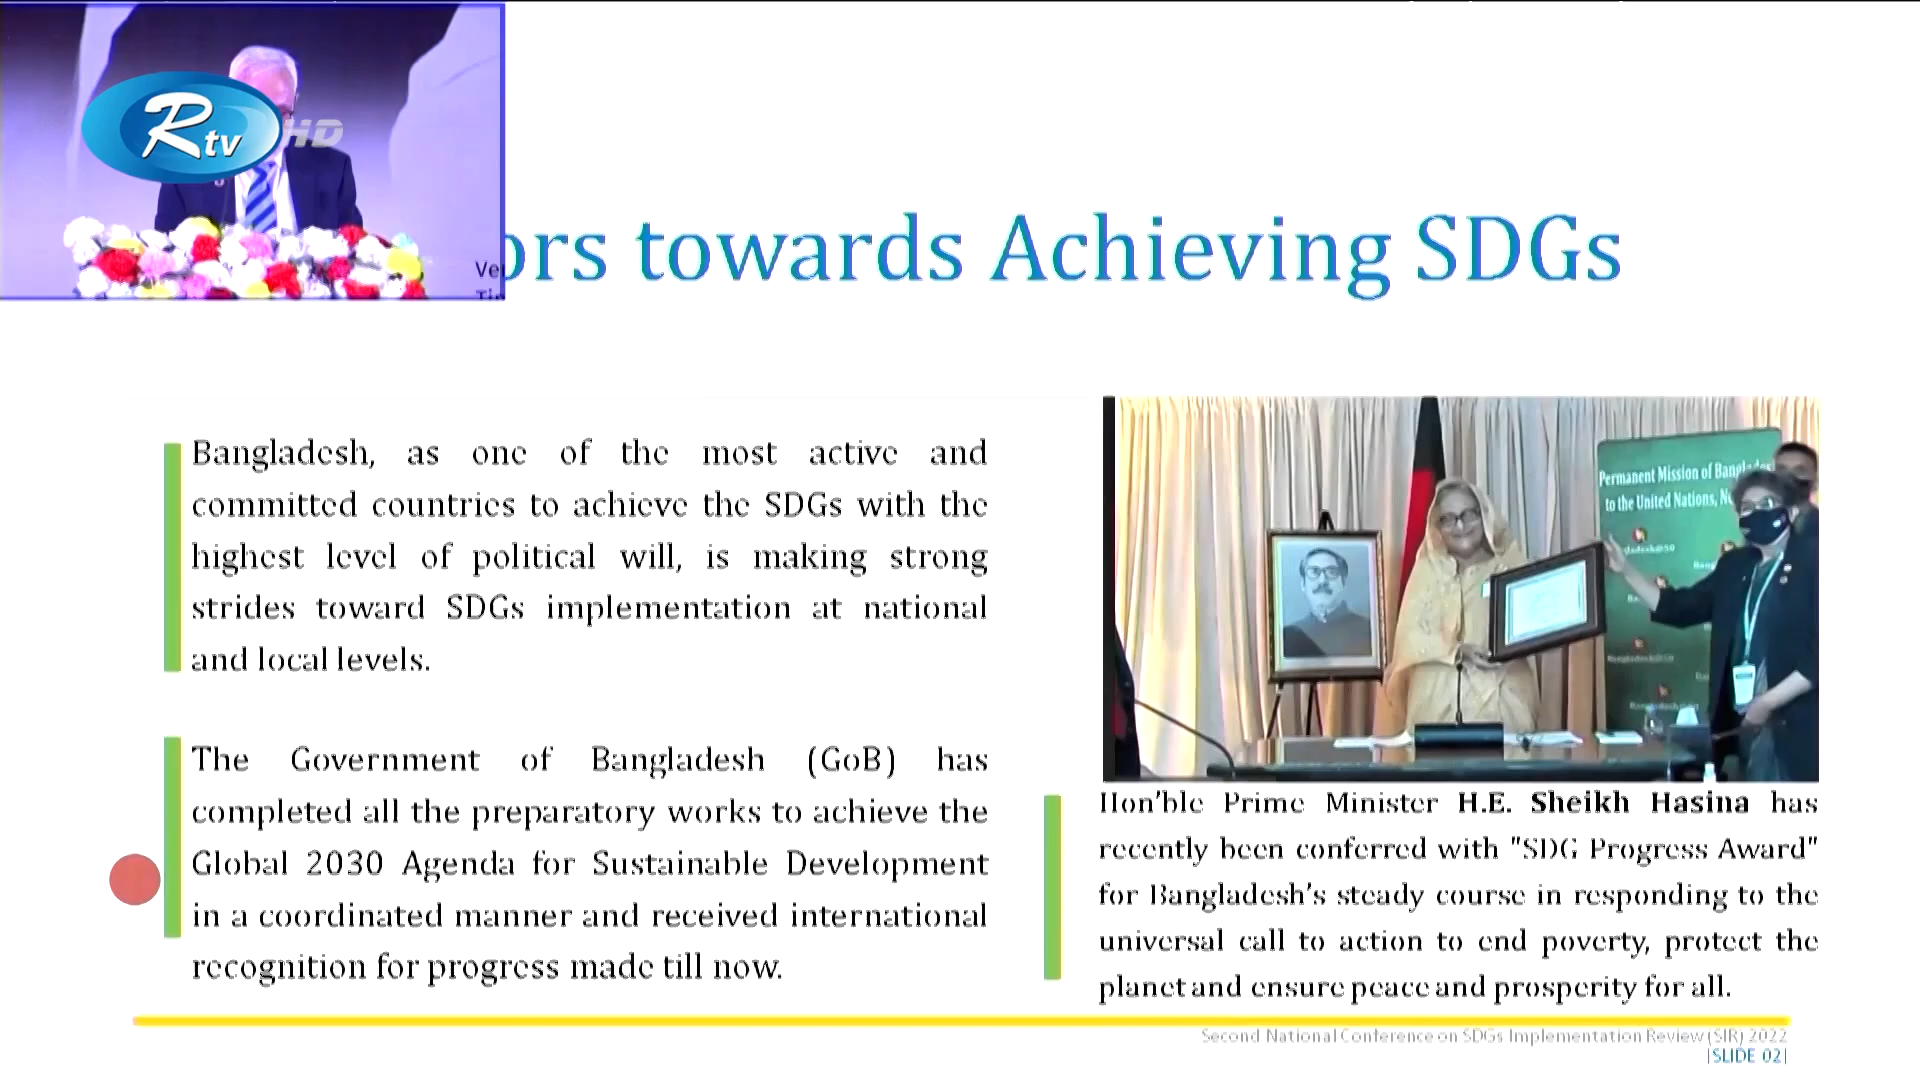 Rtv HD
Ve
ors towards Achieving SDGs
Bangladesh, as one of the most active and
committed countries to achieve the SDGs with the
highest level of political will, is making strong
strides toward SDGs implementation at national
and local levels.
The Government of Bangladesh (GoB) has
completed all the preparatory works to achieve the
Global 2030 Agenda for Sustainable Development
in a coordinated manner and received international
recognition for progress made till now.
Permanent Mission of
to the United Nations,
Hon'ble Prime Minister H.E. Sheikh Hasina has
recently been conferred with "SDG Progress Award"
for Bangladesh's steady course in responding to the
universal call to action to end poverty, protect the
planet and ensure peace and prosperity for all.
Second National Conference on SDGs Implementation Review (SIR) 2022
|SLIDE 02|